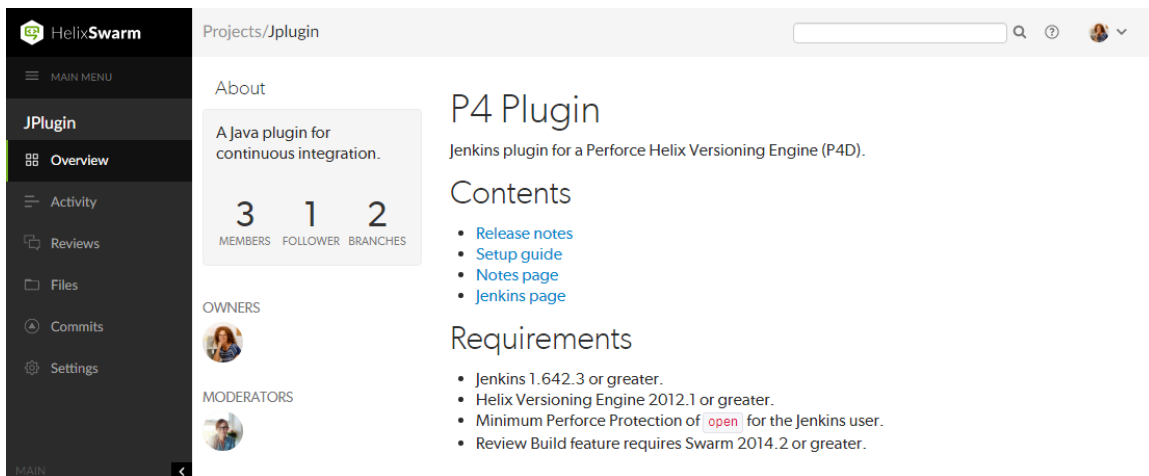 HelixSwarm
Projects/Jplugin
MAIN MENU
JPlugin
Overview
Activity
Reviews
Files
Commits
Settings
MAIN
About
A Java plugin for
continuous integration.
3 1 2
MEMBERS FOLLOWER BRANCHES
OWNERS
MODERATORS
P4 Plugin
Jenkins plugin for a Perforce Helix Versioning Engine (P4D).
Contents
Release notes
Setup guide
Notes page
Jenkins page
Requirements
Jenkins 1.642.3 or greater.
Helix Versioning Engine 2012.1 or greater.
Minimum Perforce Protection of open for the Jenkins user.
Review Build feature requires Swarm 2014.2 or greater.